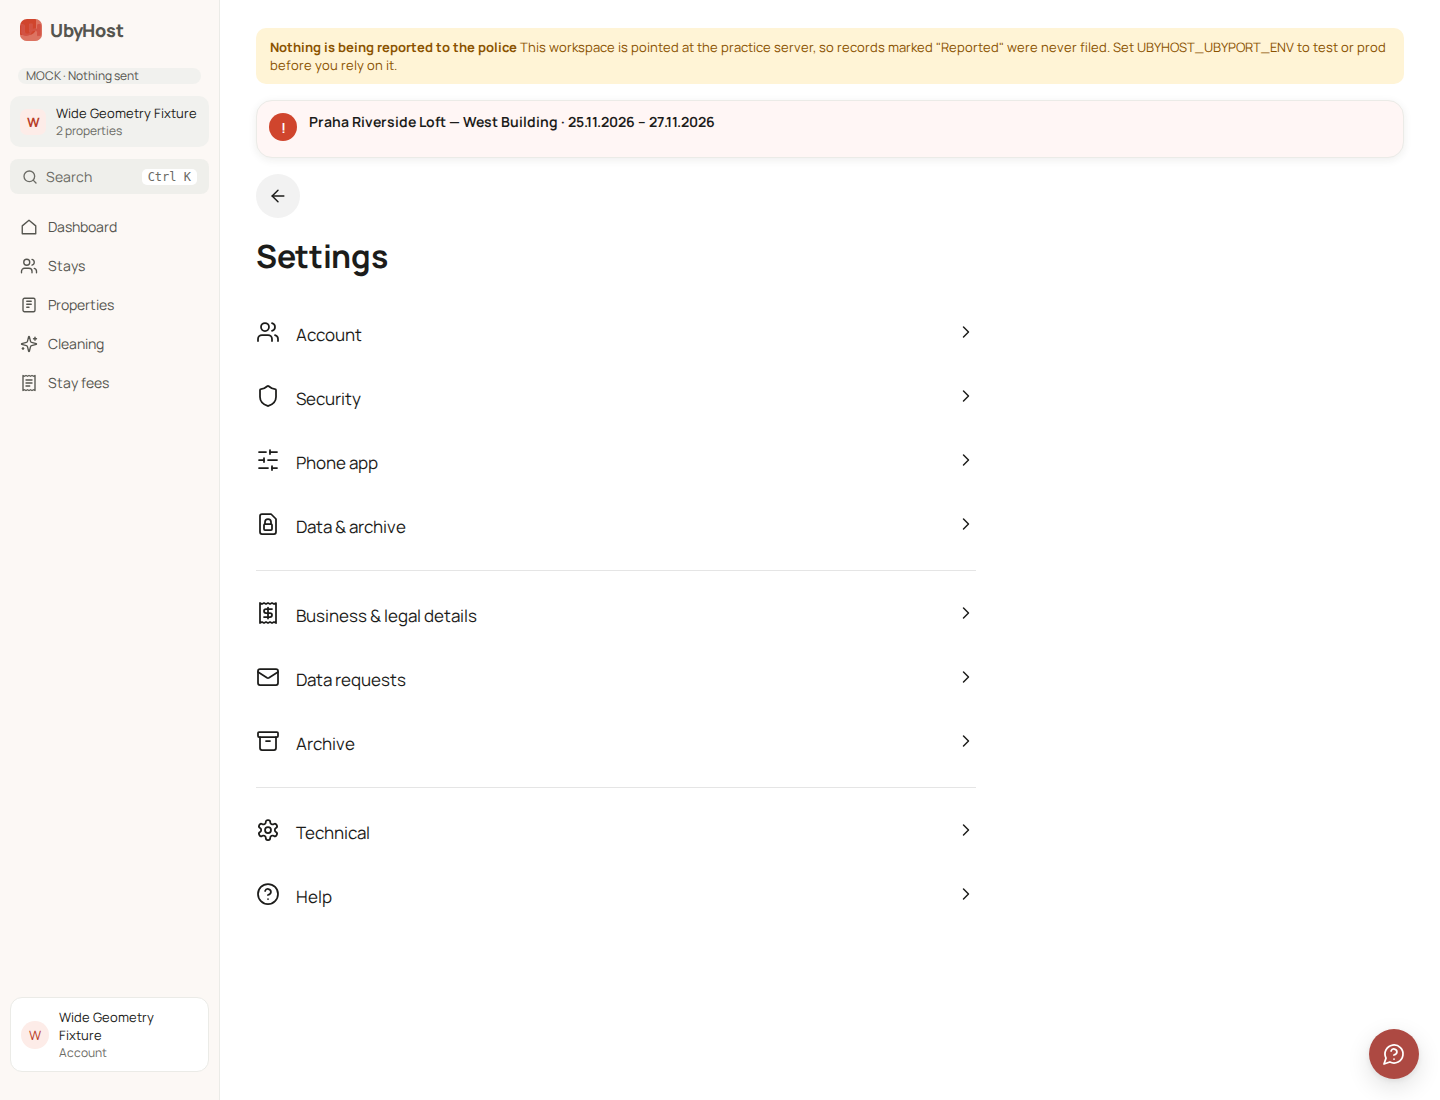 UbyHost
MOCK · Nothing sent
W
Wide Geometry Fixture
2 properties
Search
Ctrl K
Dashboard
Stays
Properties
Cleaning
Stay fees
W
Wide Geometry
Fixture
Account
Nothing is being reported to the police This workspace is pointed at the practice server, so records marked "Reported" were never filed. Set UBYHOST_UBYPORT_ENV to test or prod
before you rely on it.
!
Praha Riverside Loft — West Building · 25.11.2026 – 27.11.2026
Settings
Account
Security
Phone app
Data & archive
Business & legal details
Data requests
Archive
Technical
Help